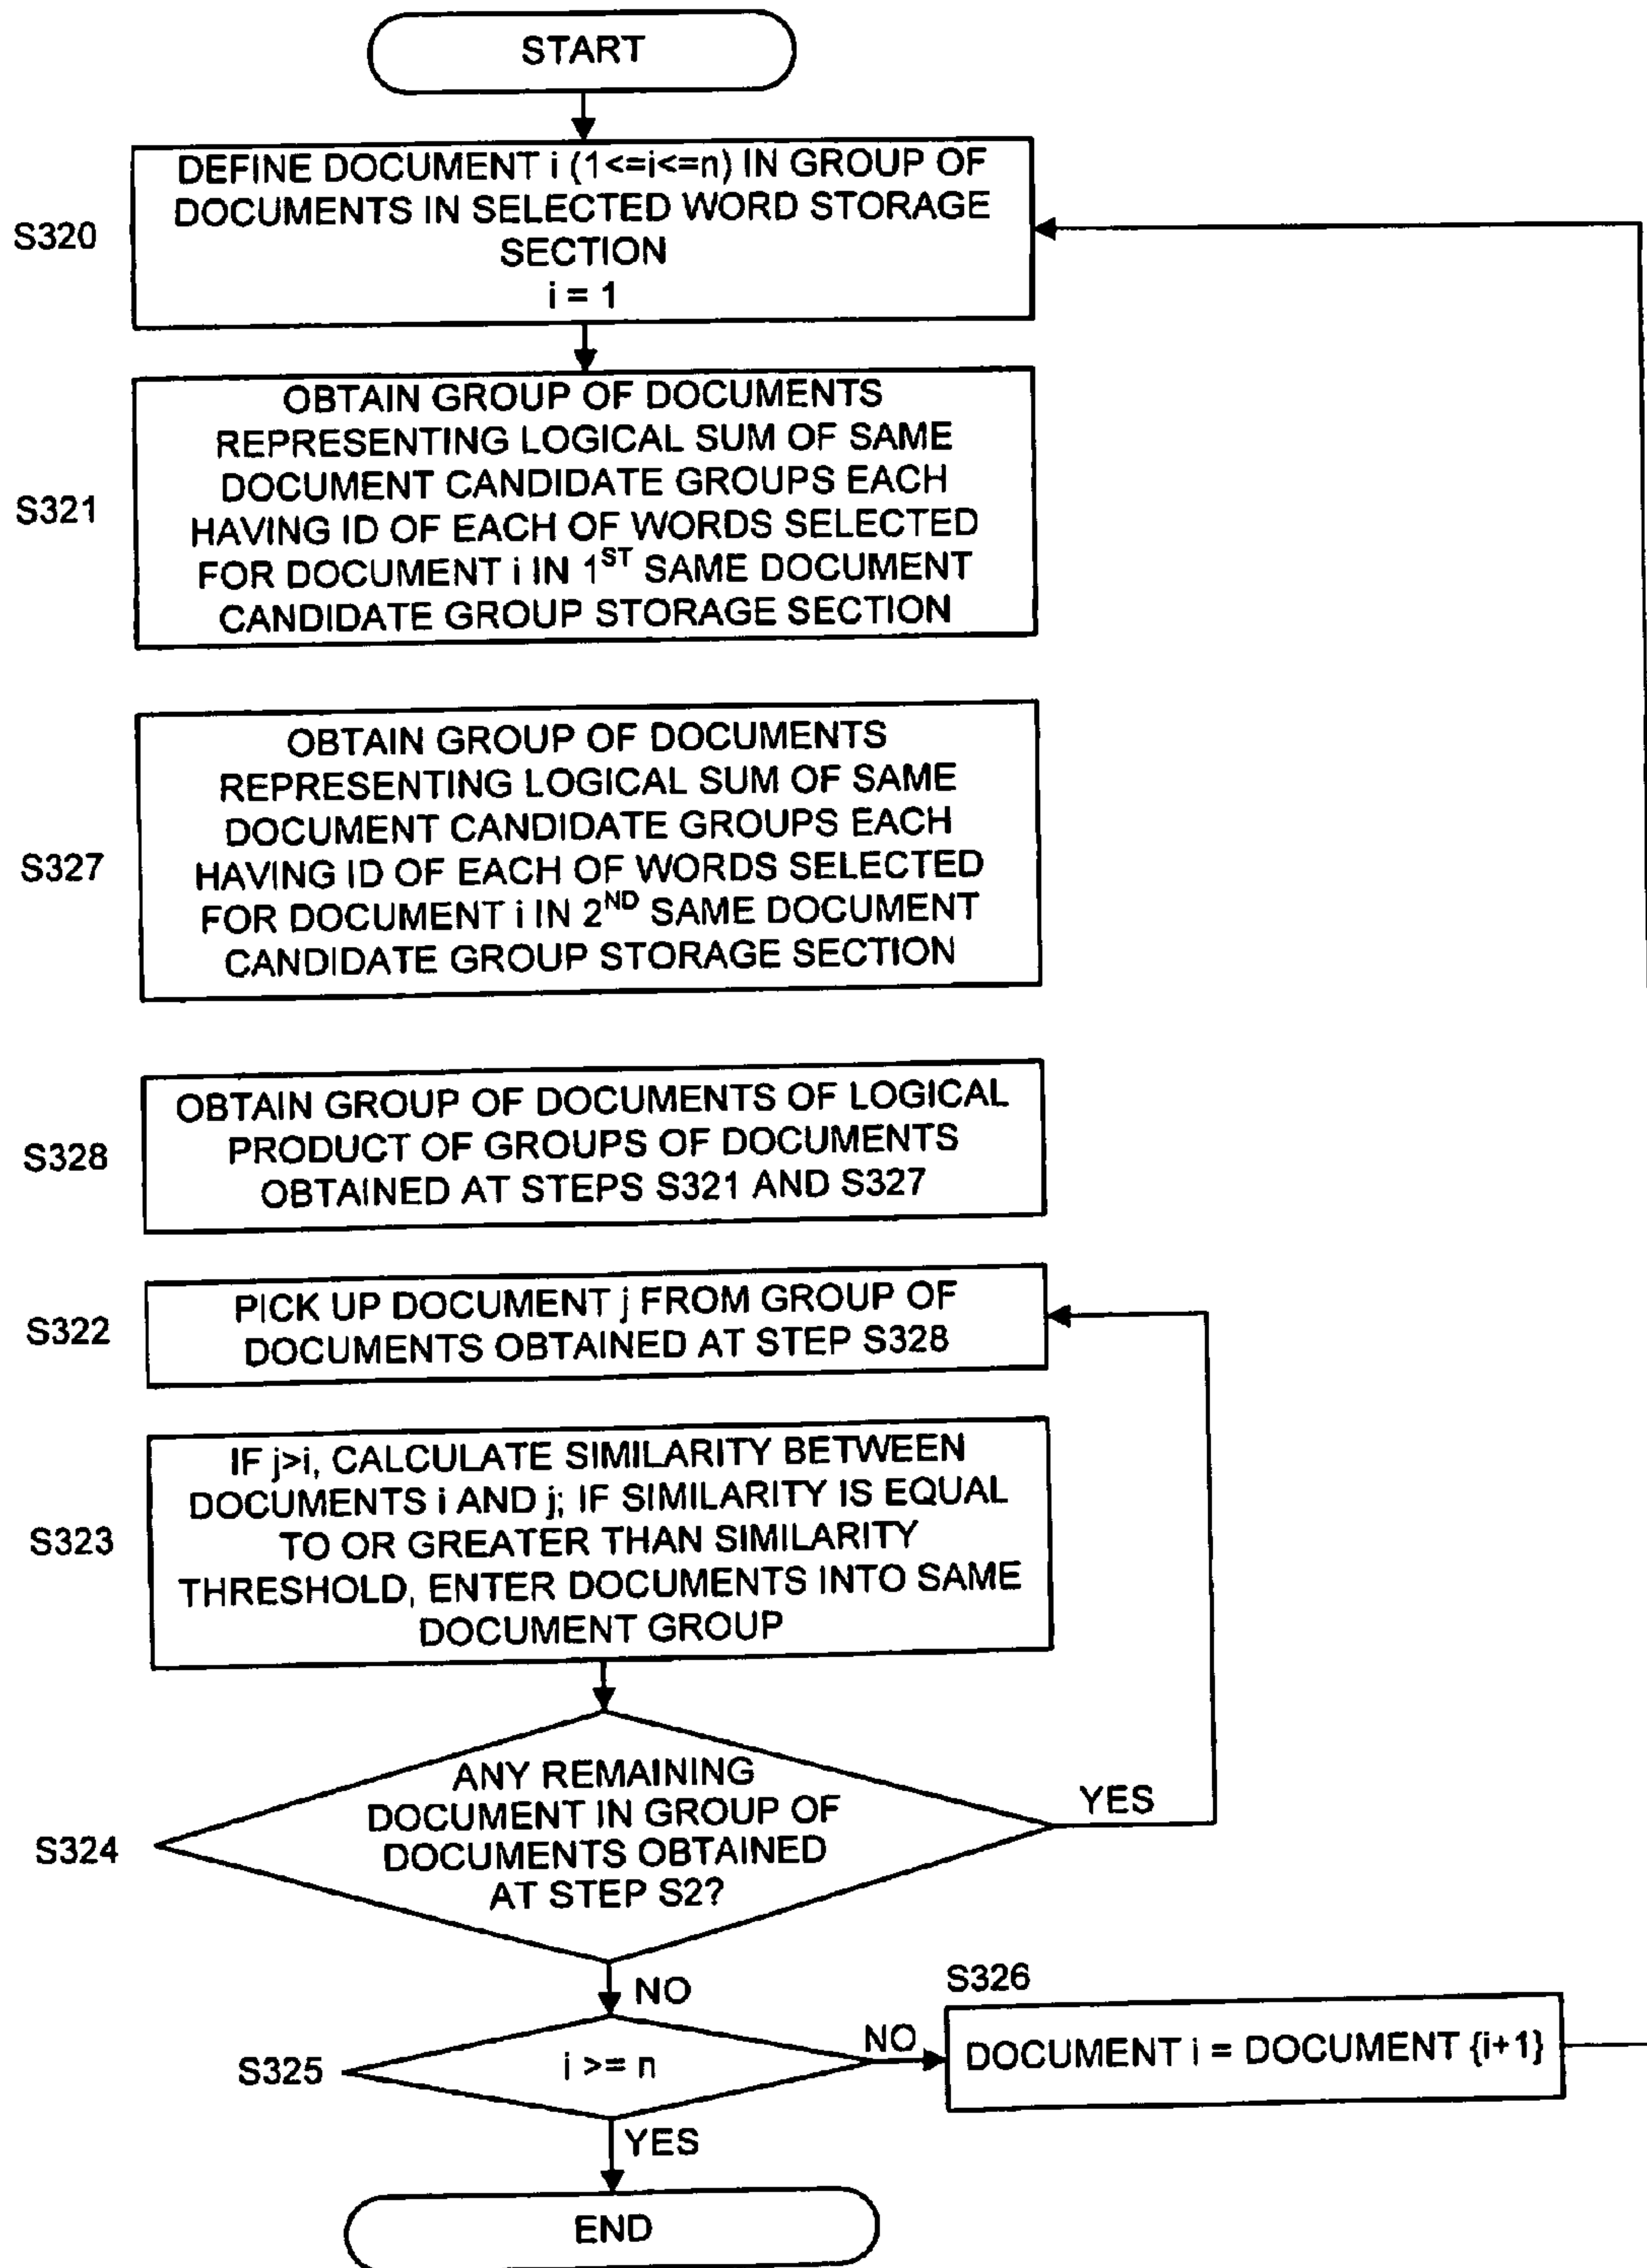 START
S320
DEFINE DOCUMENT i (1<=i<=n) IN GROUP OF
DOCUMENTS IN SELECTED WORD STORAGE
SECTION
i = 1
S321
OBTAIN GROUP OF DOCUMENTS
REPRESENTING LOGICAL SUM OF SAME
DOCUMENT CANDIDATE GROUPS EACH
HAVING ID OF EACH OF WORDS SELECTED
FOR DOCUMENT i IN 1ST SAME DOCUMENT
CANDIDATE GROUP STORAGE SECTION
S327
OBTAIN GROUP OF DOCUMENTS
REPRESENTING LOGICAL SUM OF SAME
DOCUMENT CANDIDATE GROUPS EACH
HAVING ID OF EACH OF WORDS SELECTED
FOR DOCUMENT i IN 2ND SAME DOCUMENT
CANDIDATE GROUP STORAGE SECTION
S328
OBTAIN GROUP OF DOCUMENTS OF LOGICAL
PRODUCT OF GROUPS OF DOCUMENTS
OBTAINED AT STEPS S321 AND S327
S322
PICK UP DOCUMENT j FROM GROUP OF
DOCUMENTS OBTAINED AT STEP S328
S323
IF j>i, CALCULATE SIMILARITY BETWEEN
DOCUMENTS i AND j; IF SIMILARITY IS EQUAL
TO OR GREATER THAN SIMILARITY
THRESHOLD, ENTER DOCUMENTS INTO SAME
DOCUMENT GROUP
S324
ANY REMAINING
DOCUMENT IN GROUP OF
DOCUMENTS OBTAINED
AT STEP S2?
YES
NO
S325
i >= n
NO
S326
DOCUMENT i = DOCUMENT {i+1}
YES
END